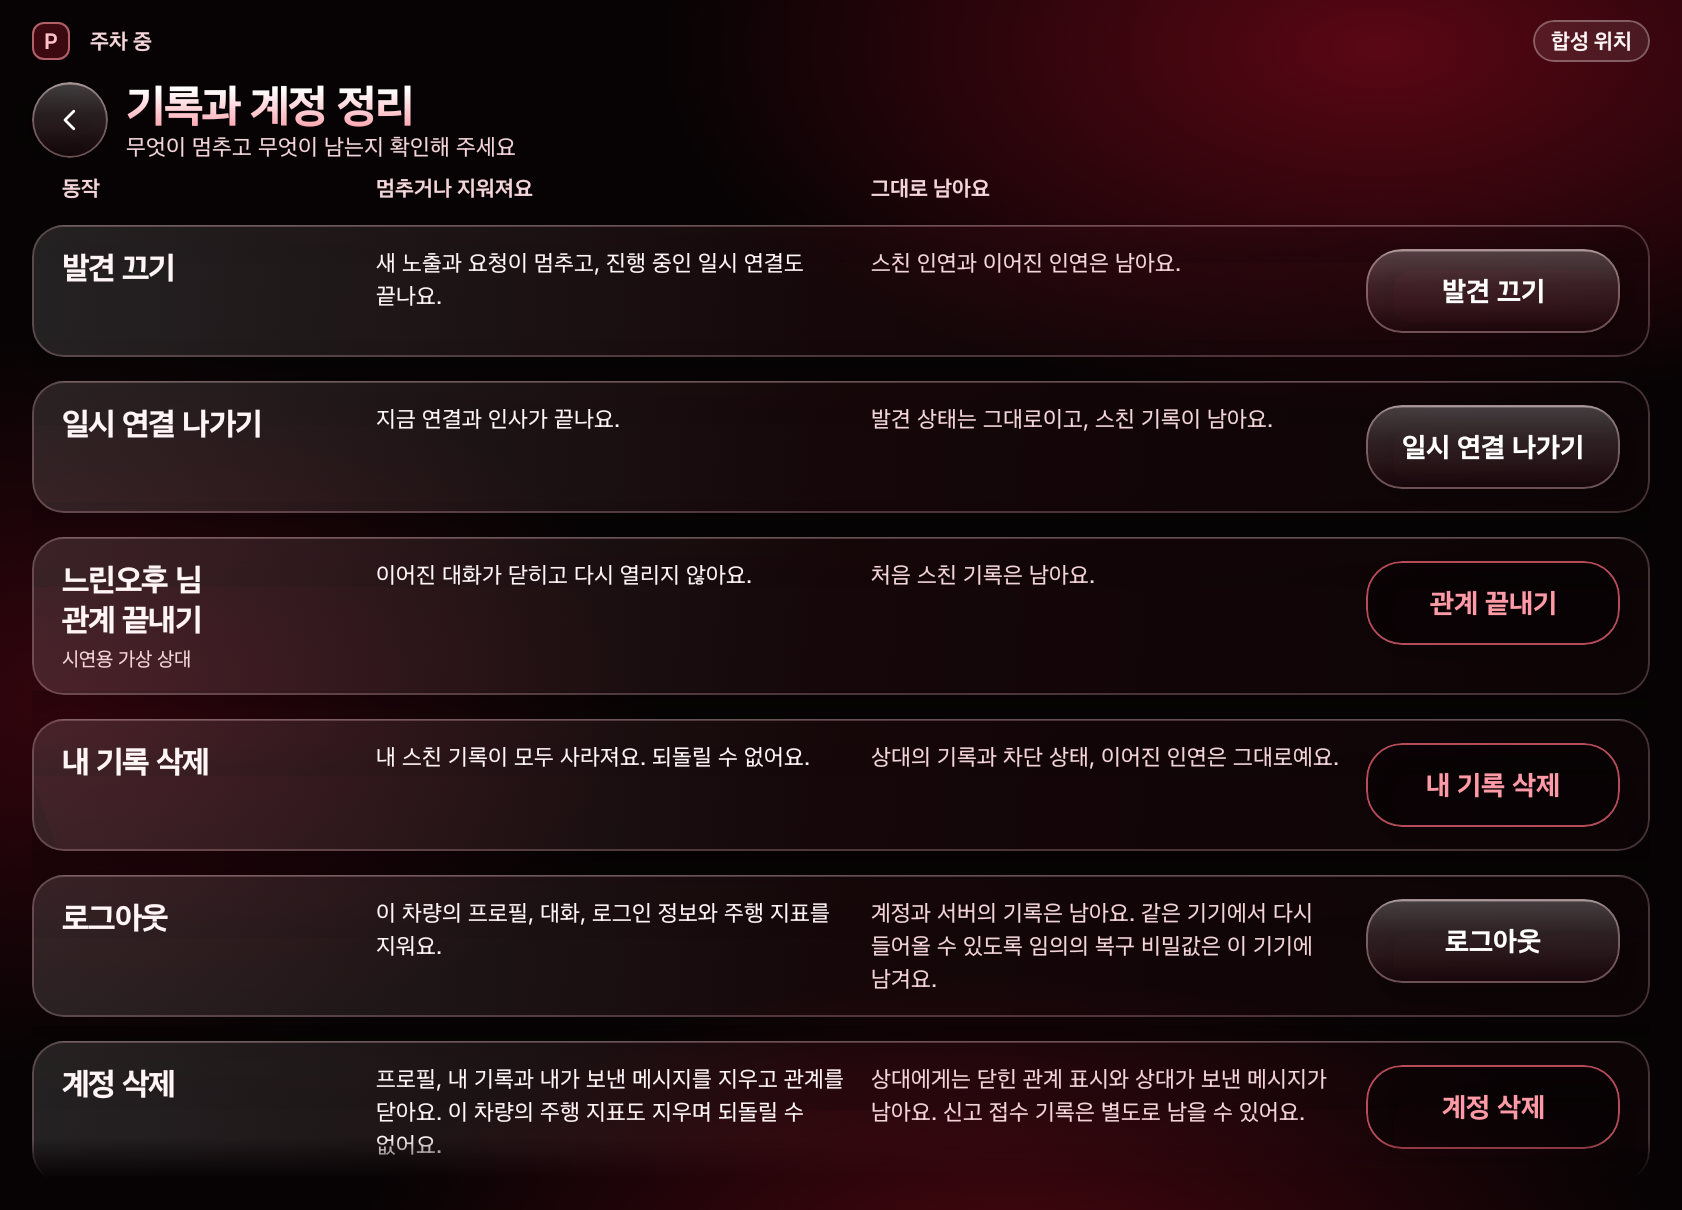 P 주차 중
합성 위치
기록과 계정 정리
무엇이 멈추고 무엇이 남는지 확인해 주세요
동작
멈추거나 지워져요
그대로 남아요
발견 끄기
새 노출과 요청이 멈추고, 진행 중인 일시 연결도
끝나요.
스친 인연과 이어진 인연은 남아요.
발견 끄기
일시 연결 나가기
지금 연결과 인사가 끝나요.
발견 상태는 그대로이고, 스친 기록이 남아요.
일시 연결 나가기
느린오후 님
관계 끝내기
시연용 가상 상대
이어진 대화가 닫히고 다시 열리지 않아요.
처음 스친 기록은 남아요.
관계 끝내기
내 기록 삭제
내 스친 기록이 모두 사라져요. 되돌릴 수 없어요.
상대의 기록과 차단 상태, 이어진 인연은 그대로예요.
내 기록 삭제
로그아웃
이 차량의 프로필, 대화, 로그인 정보와 주행 지표를
지워요.
계정과 서버의 기록은 남아요. 같은 기기에서 다시
들어올 수 있도록 임의의 복구 비밀값은 이 기기에
남겨요.
로그아웃
계정 삭제
프로필, 내 기록과 내가 보낸 메시지를 지우고 관계를
닫아요. 이 차량의 주행 지표도 지우며 되돌릴 수
없어요.
상대에게는 닫힌 관계 표시와 상대가 보낸 메시지가
남아요. 신고 접수 기록은 별도로 남을 수 있어요.
계정 삭제